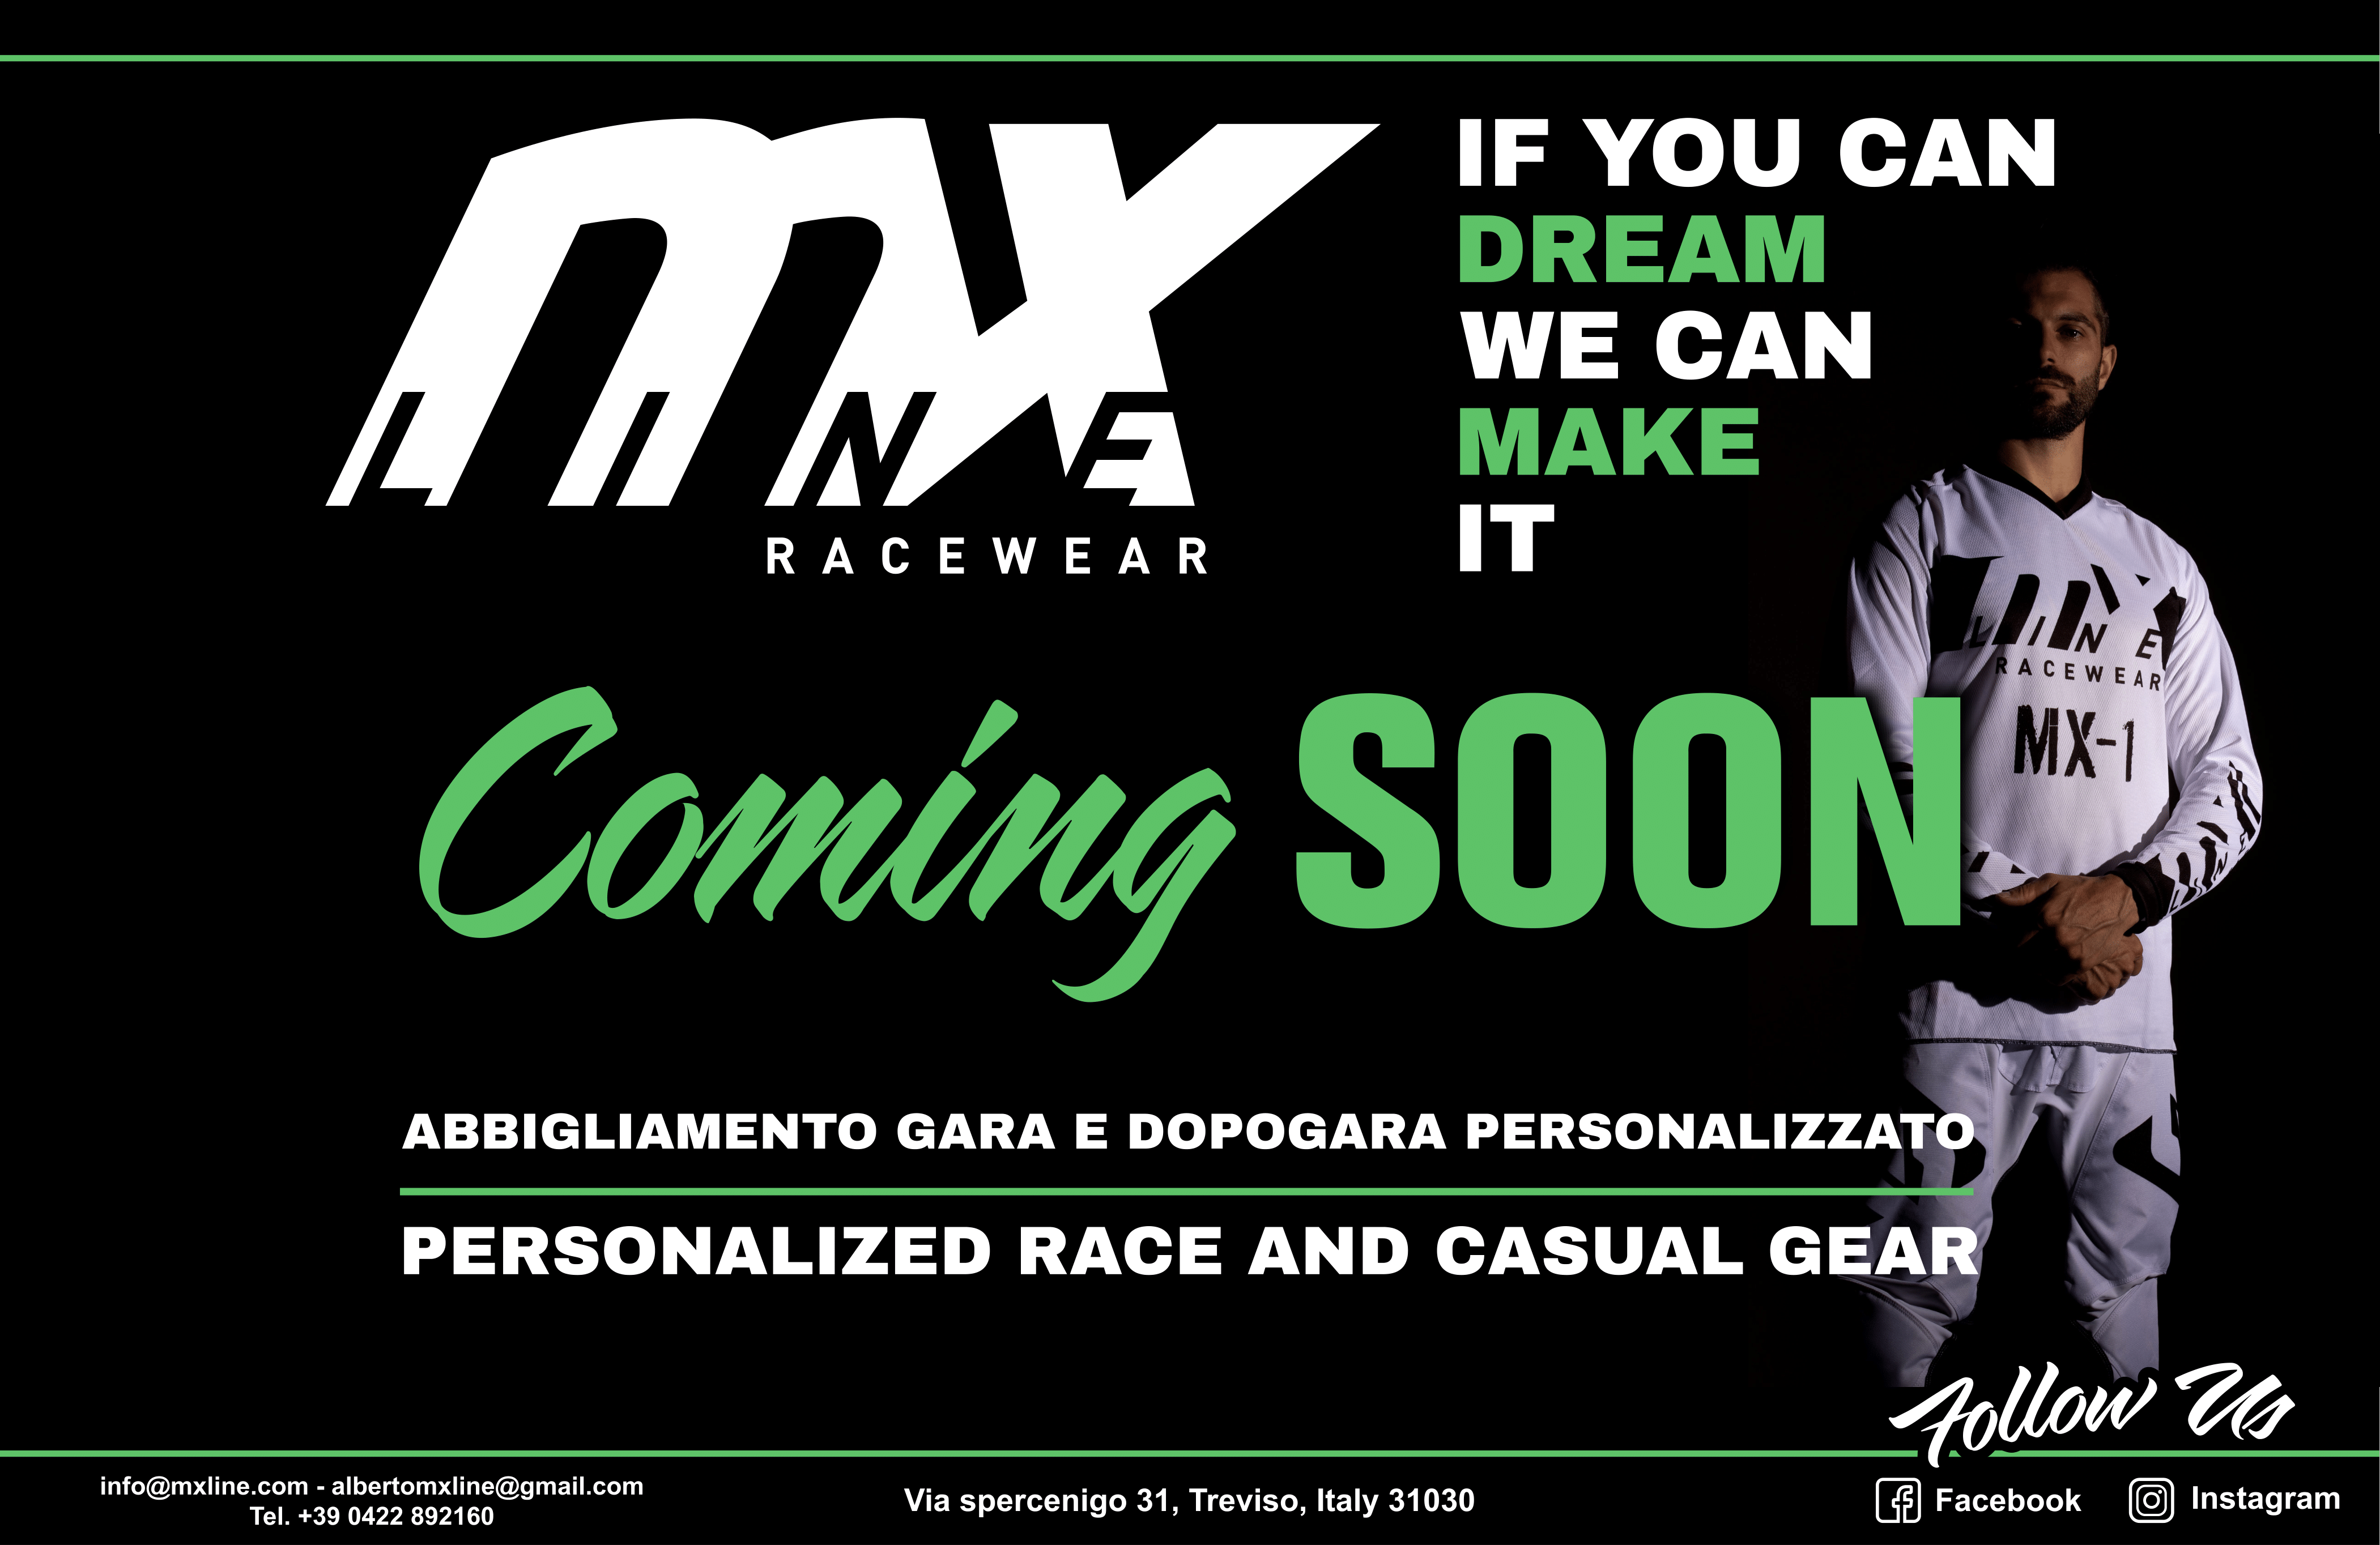 mx
LINE
RACEWEAR
IF YOU CAN
DREAM
WE CAN
MAKE
IT
mx
LINE
RACEWEAR
MX-1
LINE
Coming SOON
ABBIGLIAMENTO GARA E DOPOGARA PERSONALIZZATO
PERSONALIZED RACE AND CASUAL GEAR
Follow Us
info@mxline.com - albertomxline@gmail.com
Tel. +39 0422 892160
Via spercenigo 31, Treviso, Italy 31030
Facebook
Instagram